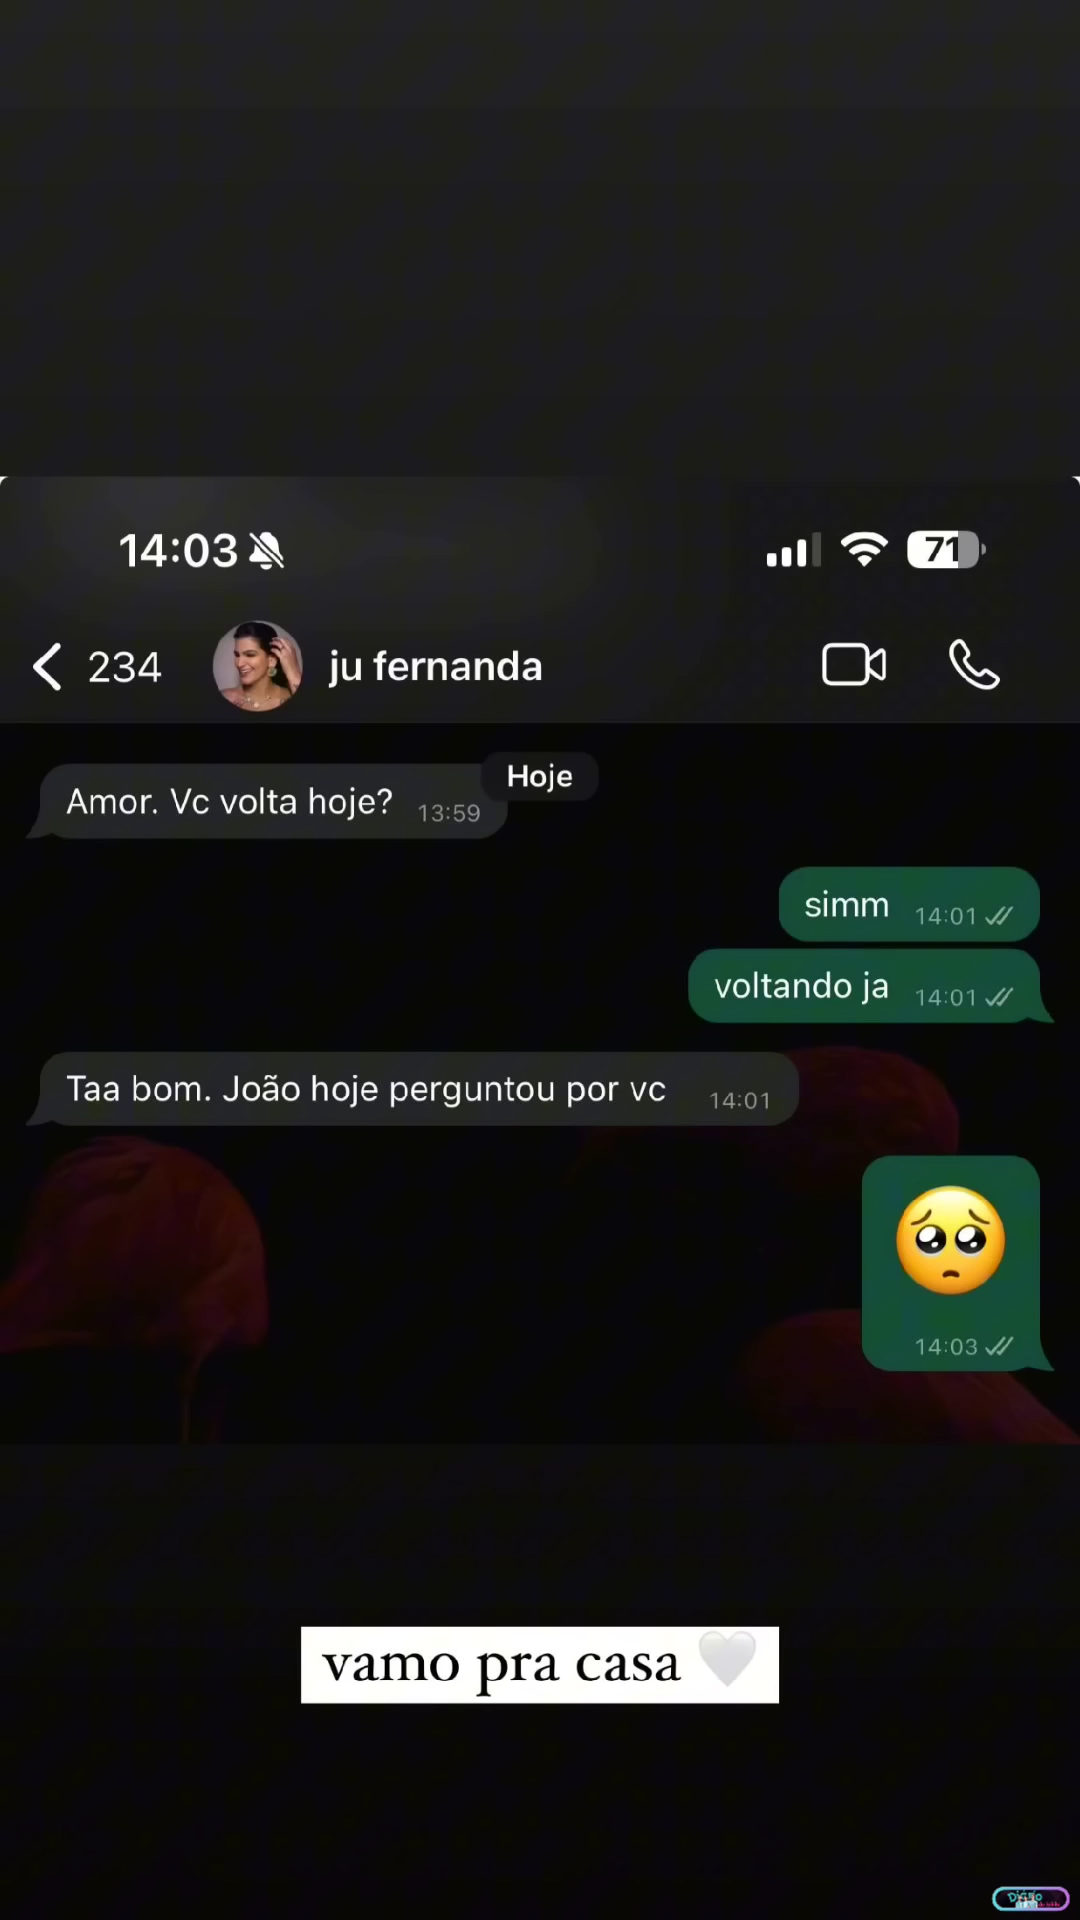 14:03
71
234
ju fernanda
Hoje
Amor. Vc volta hoje? 13:59
simm 14:01
voltando ja 14:01
Taa bom. João hoje perguntou por vc 14:01
🥺
14:03
vamo pra casa 🤍